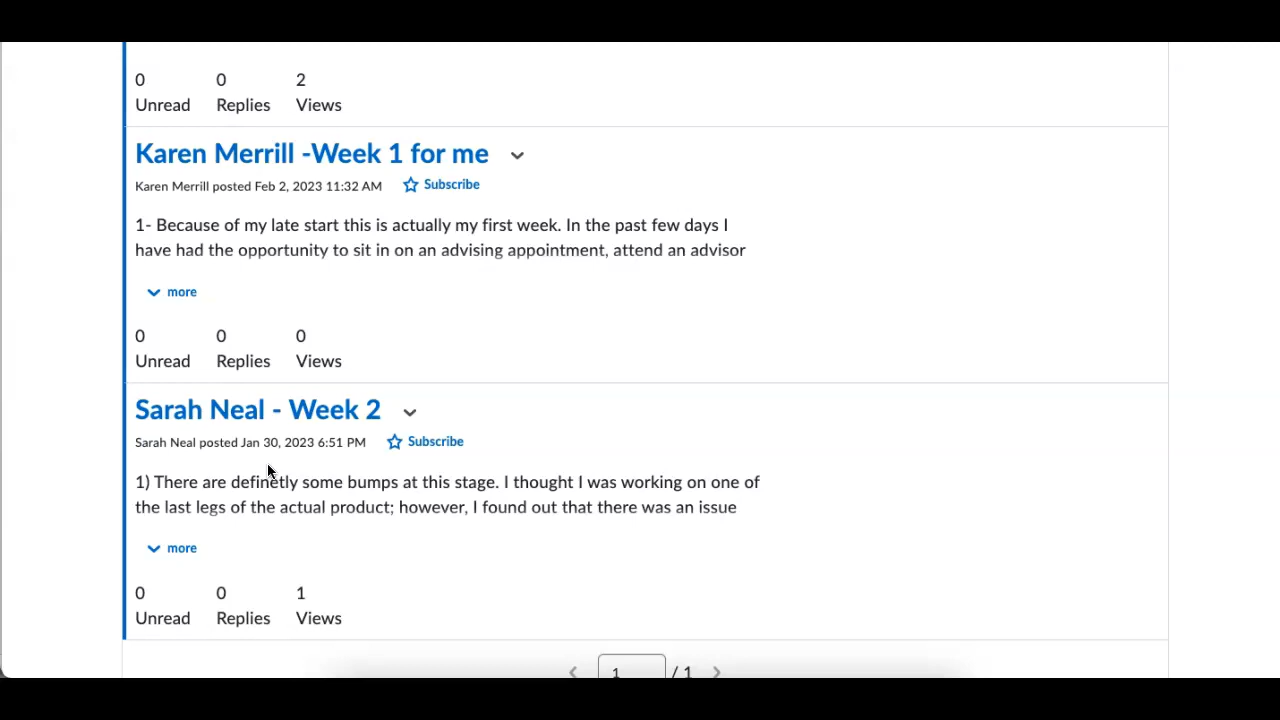 0 0 2
Unread Replies Views
Karen Merrill -Week 1 for me
Karen Merrill posted Feb 2, 2023 11:32 AM Subscribe
1- Because of my late start this is actually my first week. In the past few days I
have had the opportunity to sit in on an advising appointment, attend an advisor
more
0 0 0
Unread Replies Views
Sarah Neal - Week 2
Sarah Neal posted Jan 30, 2023 6:51 PM Subscribe
1) There are definetly some bumps at this stage. I thought I was working on one of
the last legs of the actual product; however, I found out that there was an issue
more
0 0 1
Unread Replies Views
1 / 1